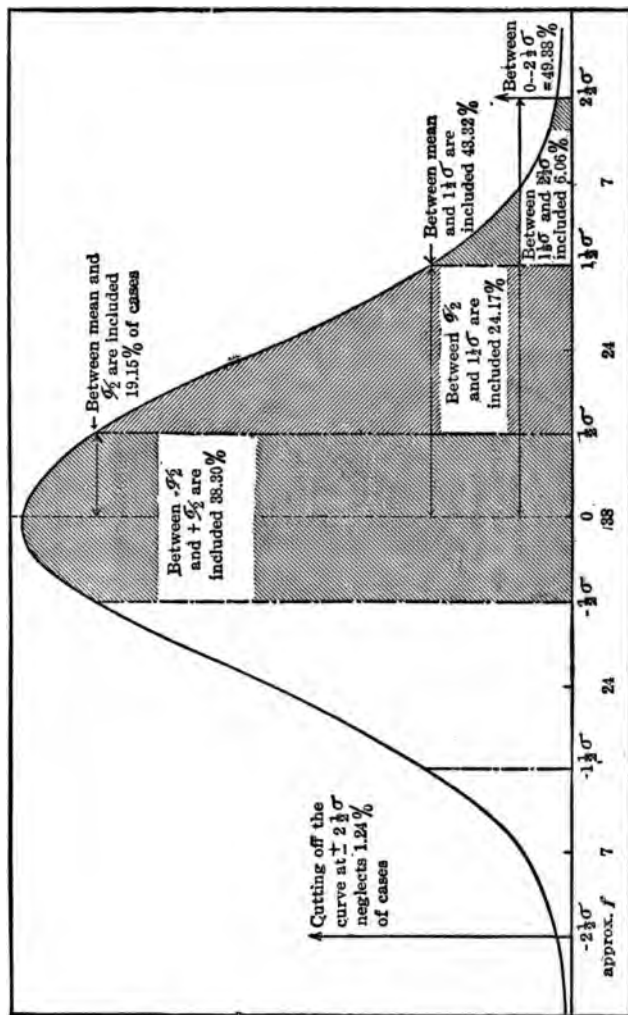 Cutting off the
curve at ± 2½σ
neglects 1.24%
of cases
Between -σ/2
and +σ/2 are
included 38.30%
Between mean and
σ/2 are included
19.15% of cases
Between mean
and 1½σ are
included 43.32%
Between σ/2
and 1½σ are
included 24.17%
Between
1½σ and 2½σ
included 6.06%
Between
0--2½σ
=49.38%
-2½σ -1½σ -½σ 0 ½σ 1½σ 2½σ
approx. f 7 24 38 24 7